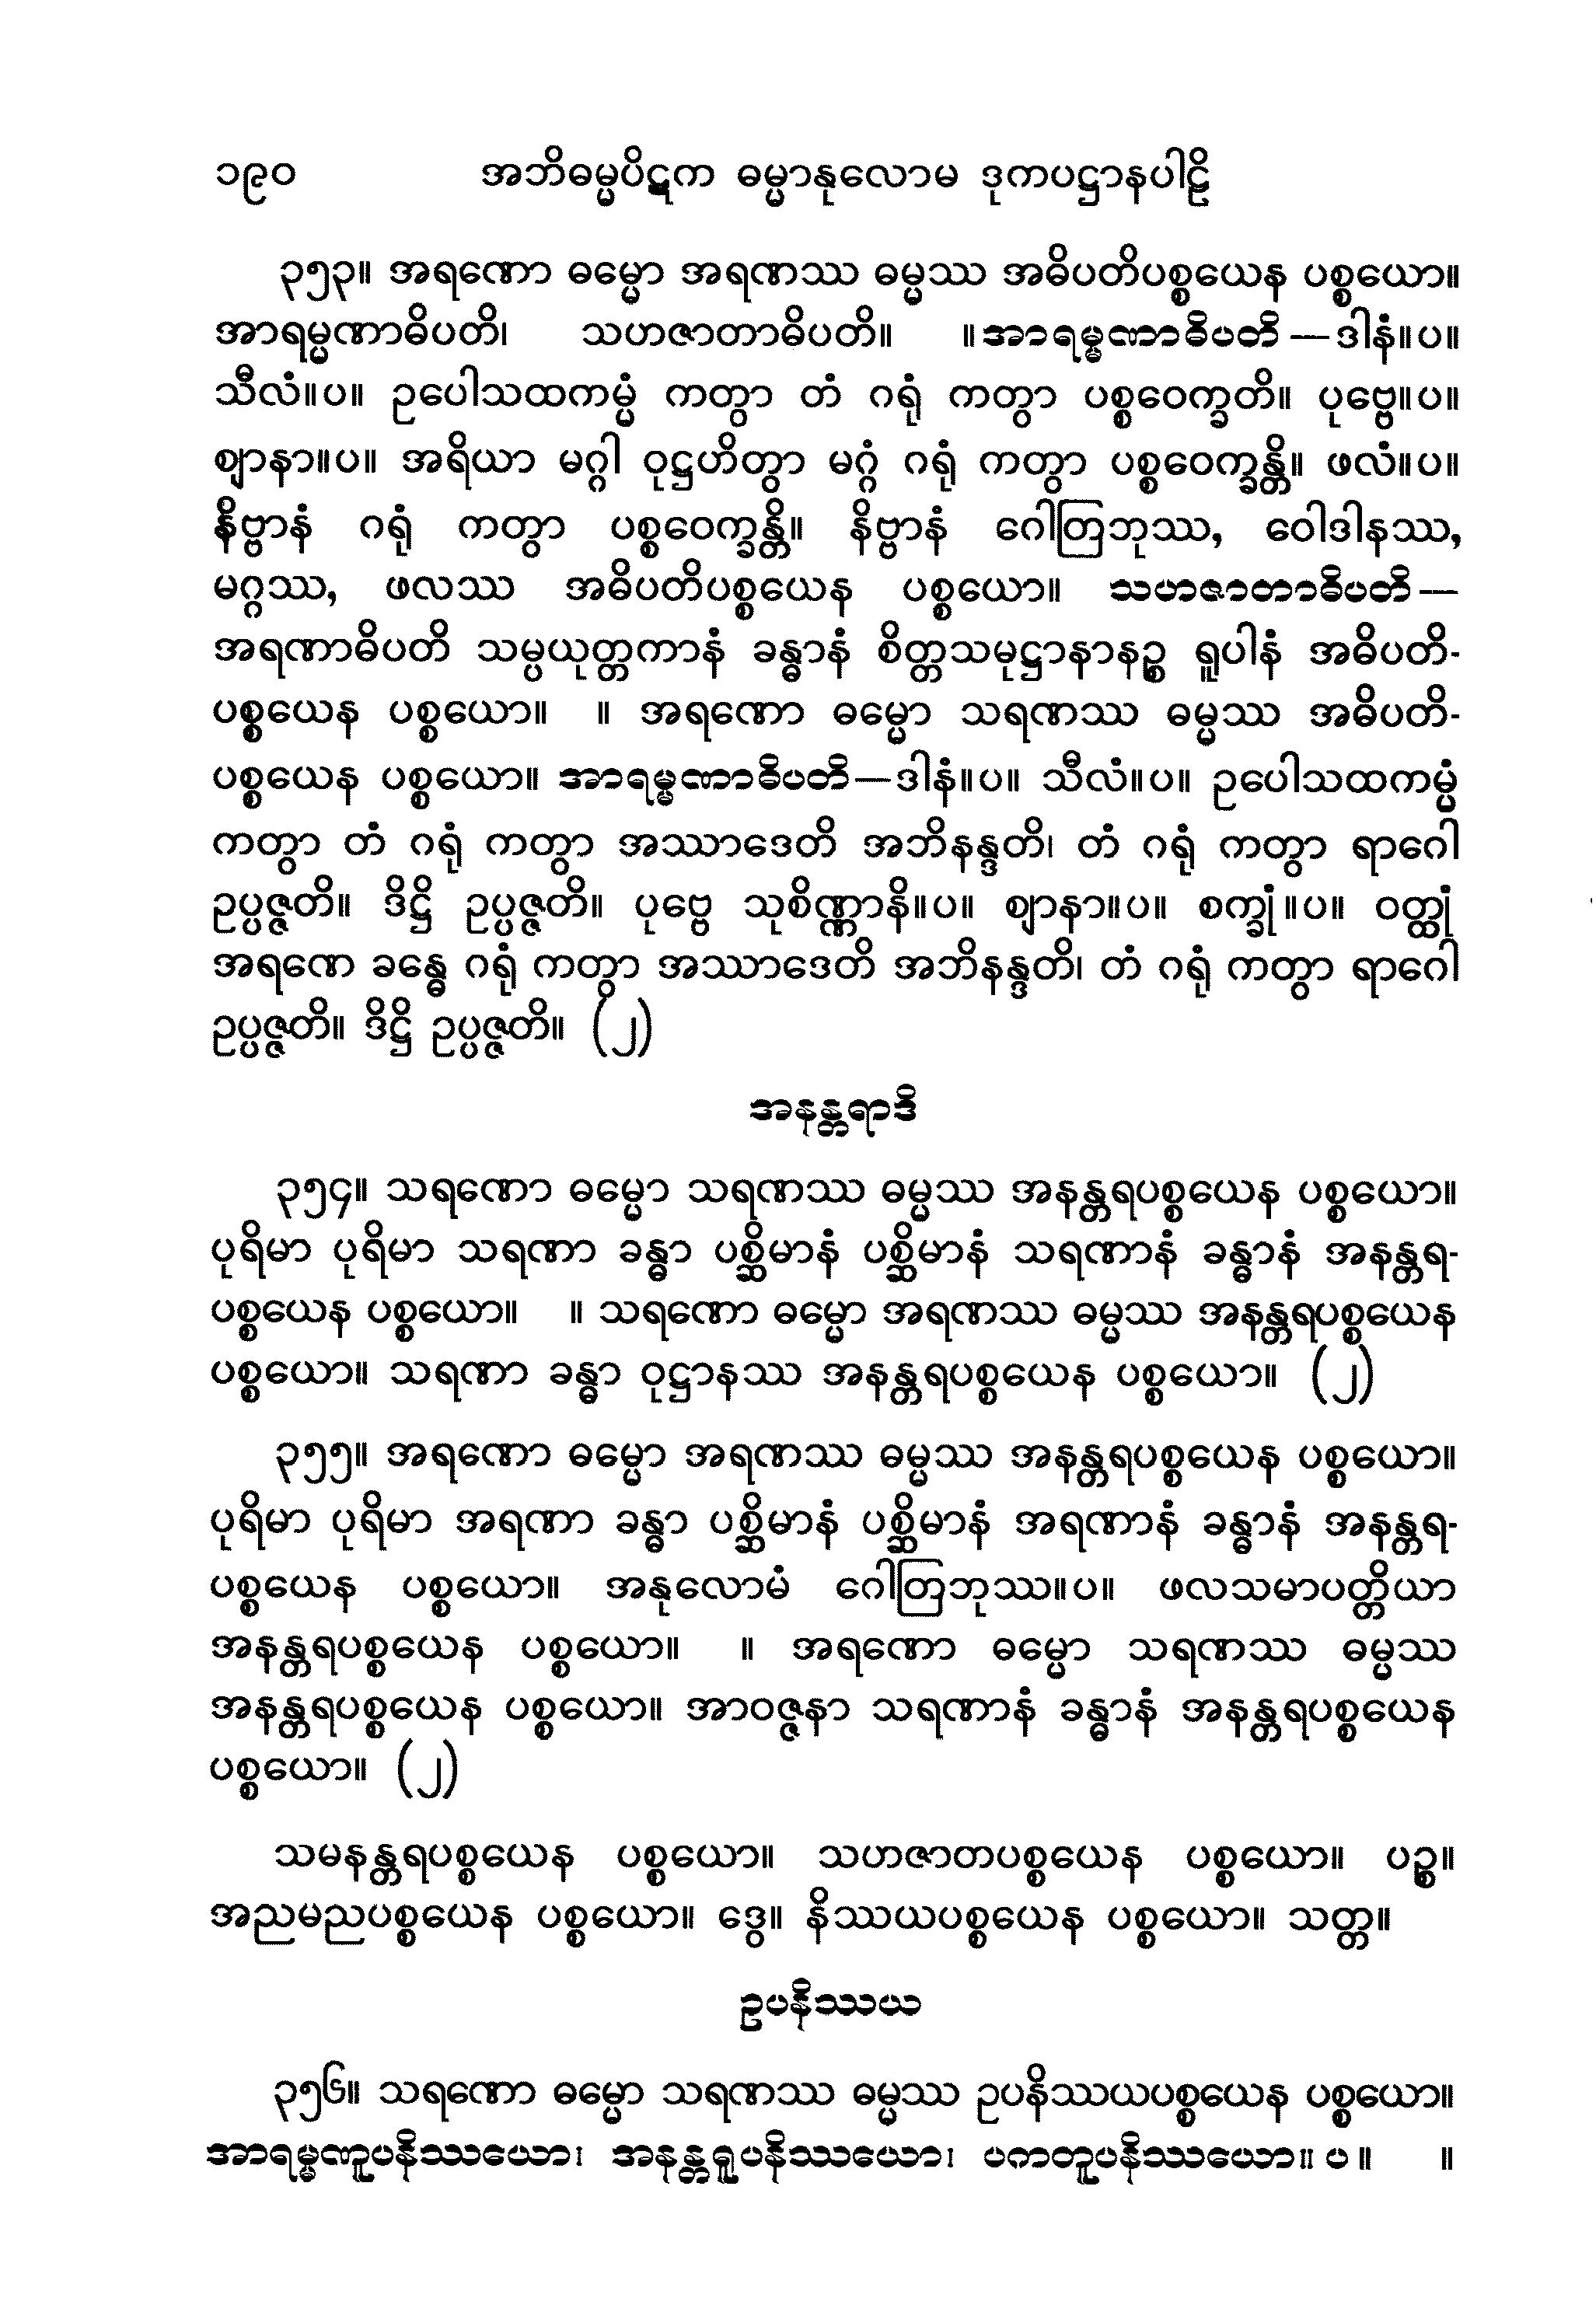 ၁၉၀ အဘိဓမ္မပိဋက ဓမ္မာနုလောမ ဒုကပဋ္ဌာနပါဠိ
၃၅၃။ အရဏော ဓမ္မော အရဏဿ ဓမ္မဿ အဓိပတိပစ္စယေန ပစ္စယော။
အာရမ္မဏာဓိပတိ၊ သဟဇာတာဓိပတိ။ ။အာရမ္မဏာဓိပတိ—ဒါနံ။ပ။
သီလံ။ပ။ ဥပေါသထကမ္မံ ကတွာ တံ ဂရုံ ကတွာ ပစ္စဝေက္ခတိ။ ပုဗ္ဗေ။ပ။
ဈာနာ။ပ။ အရိယာ မဂ္ဂါ ဝုဋ္ဌဟိတွာ မဂ္ဂံ ဂရုံ ကတွာ ပစ္စဝေက္ခန္တိ။ ဖလံ။ပ။
နိဗ္ဗာနံ ဂရုံ ကတွာ ပစ္စဝေက္ခန္တိ။ နိဗ္ဗာနံ ဂေါတြဘုဿ, ဝေါဒါနဿ,
မဂ္ဂဿ, ဖလဿ အဓိပတိပစ္စယေန ပစ္စယော။ သဟဇာတာဓိပတိ—
အရဏာဓိပတိ သမ္ပယုတ္တကာနံ ခန္ဓာနံ စိတ္တသမုဋ္ဌာနာနဉ္စ ရူပါနံ အဓိပတိ-
ပစ္စယေန ပစ္စယော။ ။ အရဏော ဓမ္မော သရဏဿ ဓမ္မဿ အဓိပတိ-
ပစ္စယေန ပစ္စယော။ အာရမ္မဏာဓိပတိ—ဒါနံ။ပ။ သီလံ။ပ။ ဥပေါသထကမ္မံ
ကတွာ တံ ဂရုံ ကတွာ အဿာဒေတိ အဘိနန္ဒတိ၊ တံ ဂရုံ ကတွာ ရာဂေါ
ဥပ္ပဇ္ဇတိ။ ဒိဋ္ဌိ ဥပ္ပဇ္ဇတိ။ ပုဗ္ဗေ သုစိဏ္ဏာနိ။ပ။ ဈာနာ။ပ။ စက္ခုံ။ပ။ ဝတ္ထုံ
အရဏေ ခန္ဓေ ဂရုံ ကတွာ အဿာဒေတိ အဘိနန္ဒတိ၊ တံ ဂရုံ ကတွာ ရာဂေါ
ဥပ္ပဇ္ဇတိ။ ဒိဋ္ဌိ ဥပ္ပဇ္ဇတိ။ (၂)
အနန္တရာဒိ
၃၅၄။ သရဏော ဓမ္မော သရဏဿ ဓမ္မဿ အနန္တရပစ္စယေန ပစ္စယော။
ပုရိမာ ပုရိမာ သရဏာ ခန္ဓာ ပစ္ဆိမာနံ ပစ္ဆိမာနံ သရဏာနံ ခန္ဓာနံ အနန္တရ-
ပစ္စယေန ပစ္စယော။ ။ သရဏော ဓမ္မော အရဏဿ ဓမ္မဿ အနန္တရပစ္စယေန
ပစ္စယော။ သရဏာ ခန္ဓာ ဝုဋ္ဌာနဿ အနန္တရပစ္စယေန ပစ္စယော။ (၂)
၃၅၅။ အရဏော ဓမ္မော အရဏဿ ဓမ္မဿ အနန္တရပစ္စယေန ပစ္စယော။
ပုရိမာ ပုရိမာ အရဏာ ခန္ဓာ ပစ္ဆိမာနံ ပစ္ဆိမာနံ အရဏာနံ ခန္ဓာနံ အနန္တရ-
ပစ္စယေန ပစ္စယော။ အနုလောမံ ဂေါတြဘုဿ။ပ။ ဖလသမာပတ္တိယာ
အနန္တရပစ္စယေန ပစ္စယော။ ။ အရဏော ဓမ္မော သရဏဿ ဓမ္မဿ
အနန္တရပစ္စယေန ပစ္စယော။ အာဝဇ္ဇနာ သရဏာနံ ခန္ဓာနံ အနန္တရပစ္စယေန
ပစ္စယော။ (၂)
သမနန္တရပစ္စယေန ပစ္စယော။ သဟဇာတပစ္စယေန ပစ္စယော။ ပဉ္စ။
အညမညပစ္စယေန ပစ္စယော။ ဒွေ။ နိဿယပစ္စယေန ပစ္စယော။ သတ္တ။
ဥပနိဿယ
၃၅၆။ သရဏော ဓမ္မော သရဏဿ ဓမ္မဿ ဥပနိဿယပစ္စယေန ပစ္စယော။
အာရမ္မဏူပနိဿယော၊ အနန္တရူပနိဿယော၊ ပကတူပနိဿယော။ပ။ ။